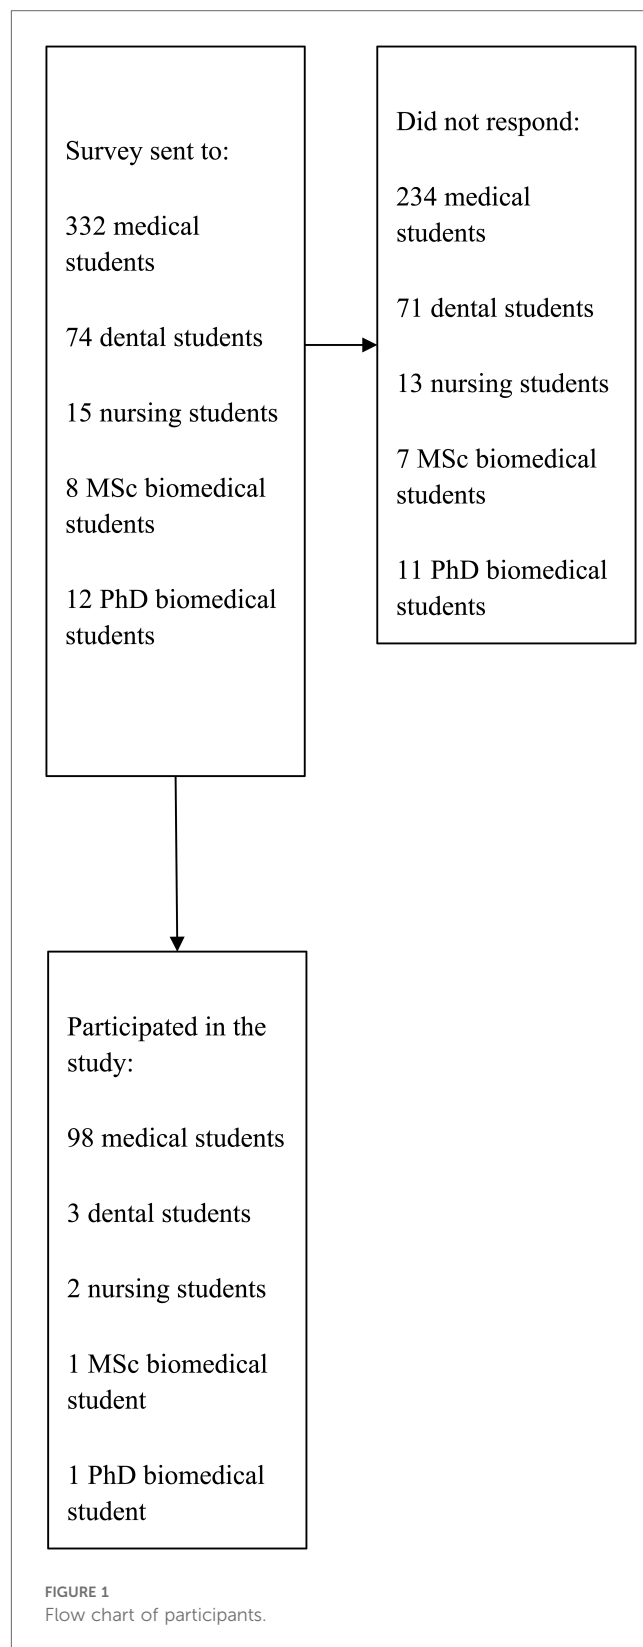 Survey sent to:
332 medical
students
74 dental students
15 nursing students
8 MSc biomedical
students
12 PhD biomedical
students
Did not respond:
234 medical
students
71 dental students
13 nursing students
7 MSc biomedical
students
11 PhD biomedical
students
Participated in the
study:
98 medical students
3 dental students
2 nursing students
1 MSc biomedical
student
1 PhD biomedical
student
FIGURE 1
Flow chart of participants.